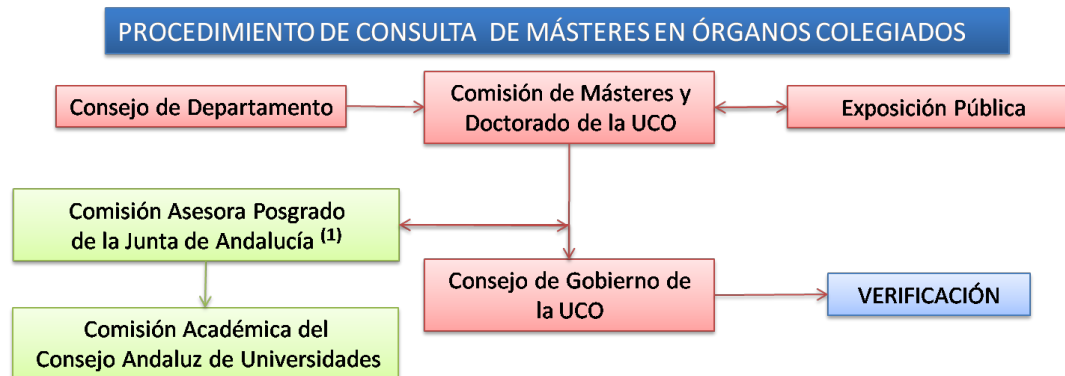 PROCEDIMIENTO DE CONSULTA DE MÁSTERES EN ÓRGANOS COLEGIADOS
Consejo de Departamento
Comisión de Másteres y
Doctorado de la UCO
Exposición Pública
Comisión Asesora Posgrado
de la Junta de Andalucía (1)
Consejo de Gobierno de
la UCO
VERIFICACIÓN
Comisión Académica del
Consejo Andaluz de Universidades